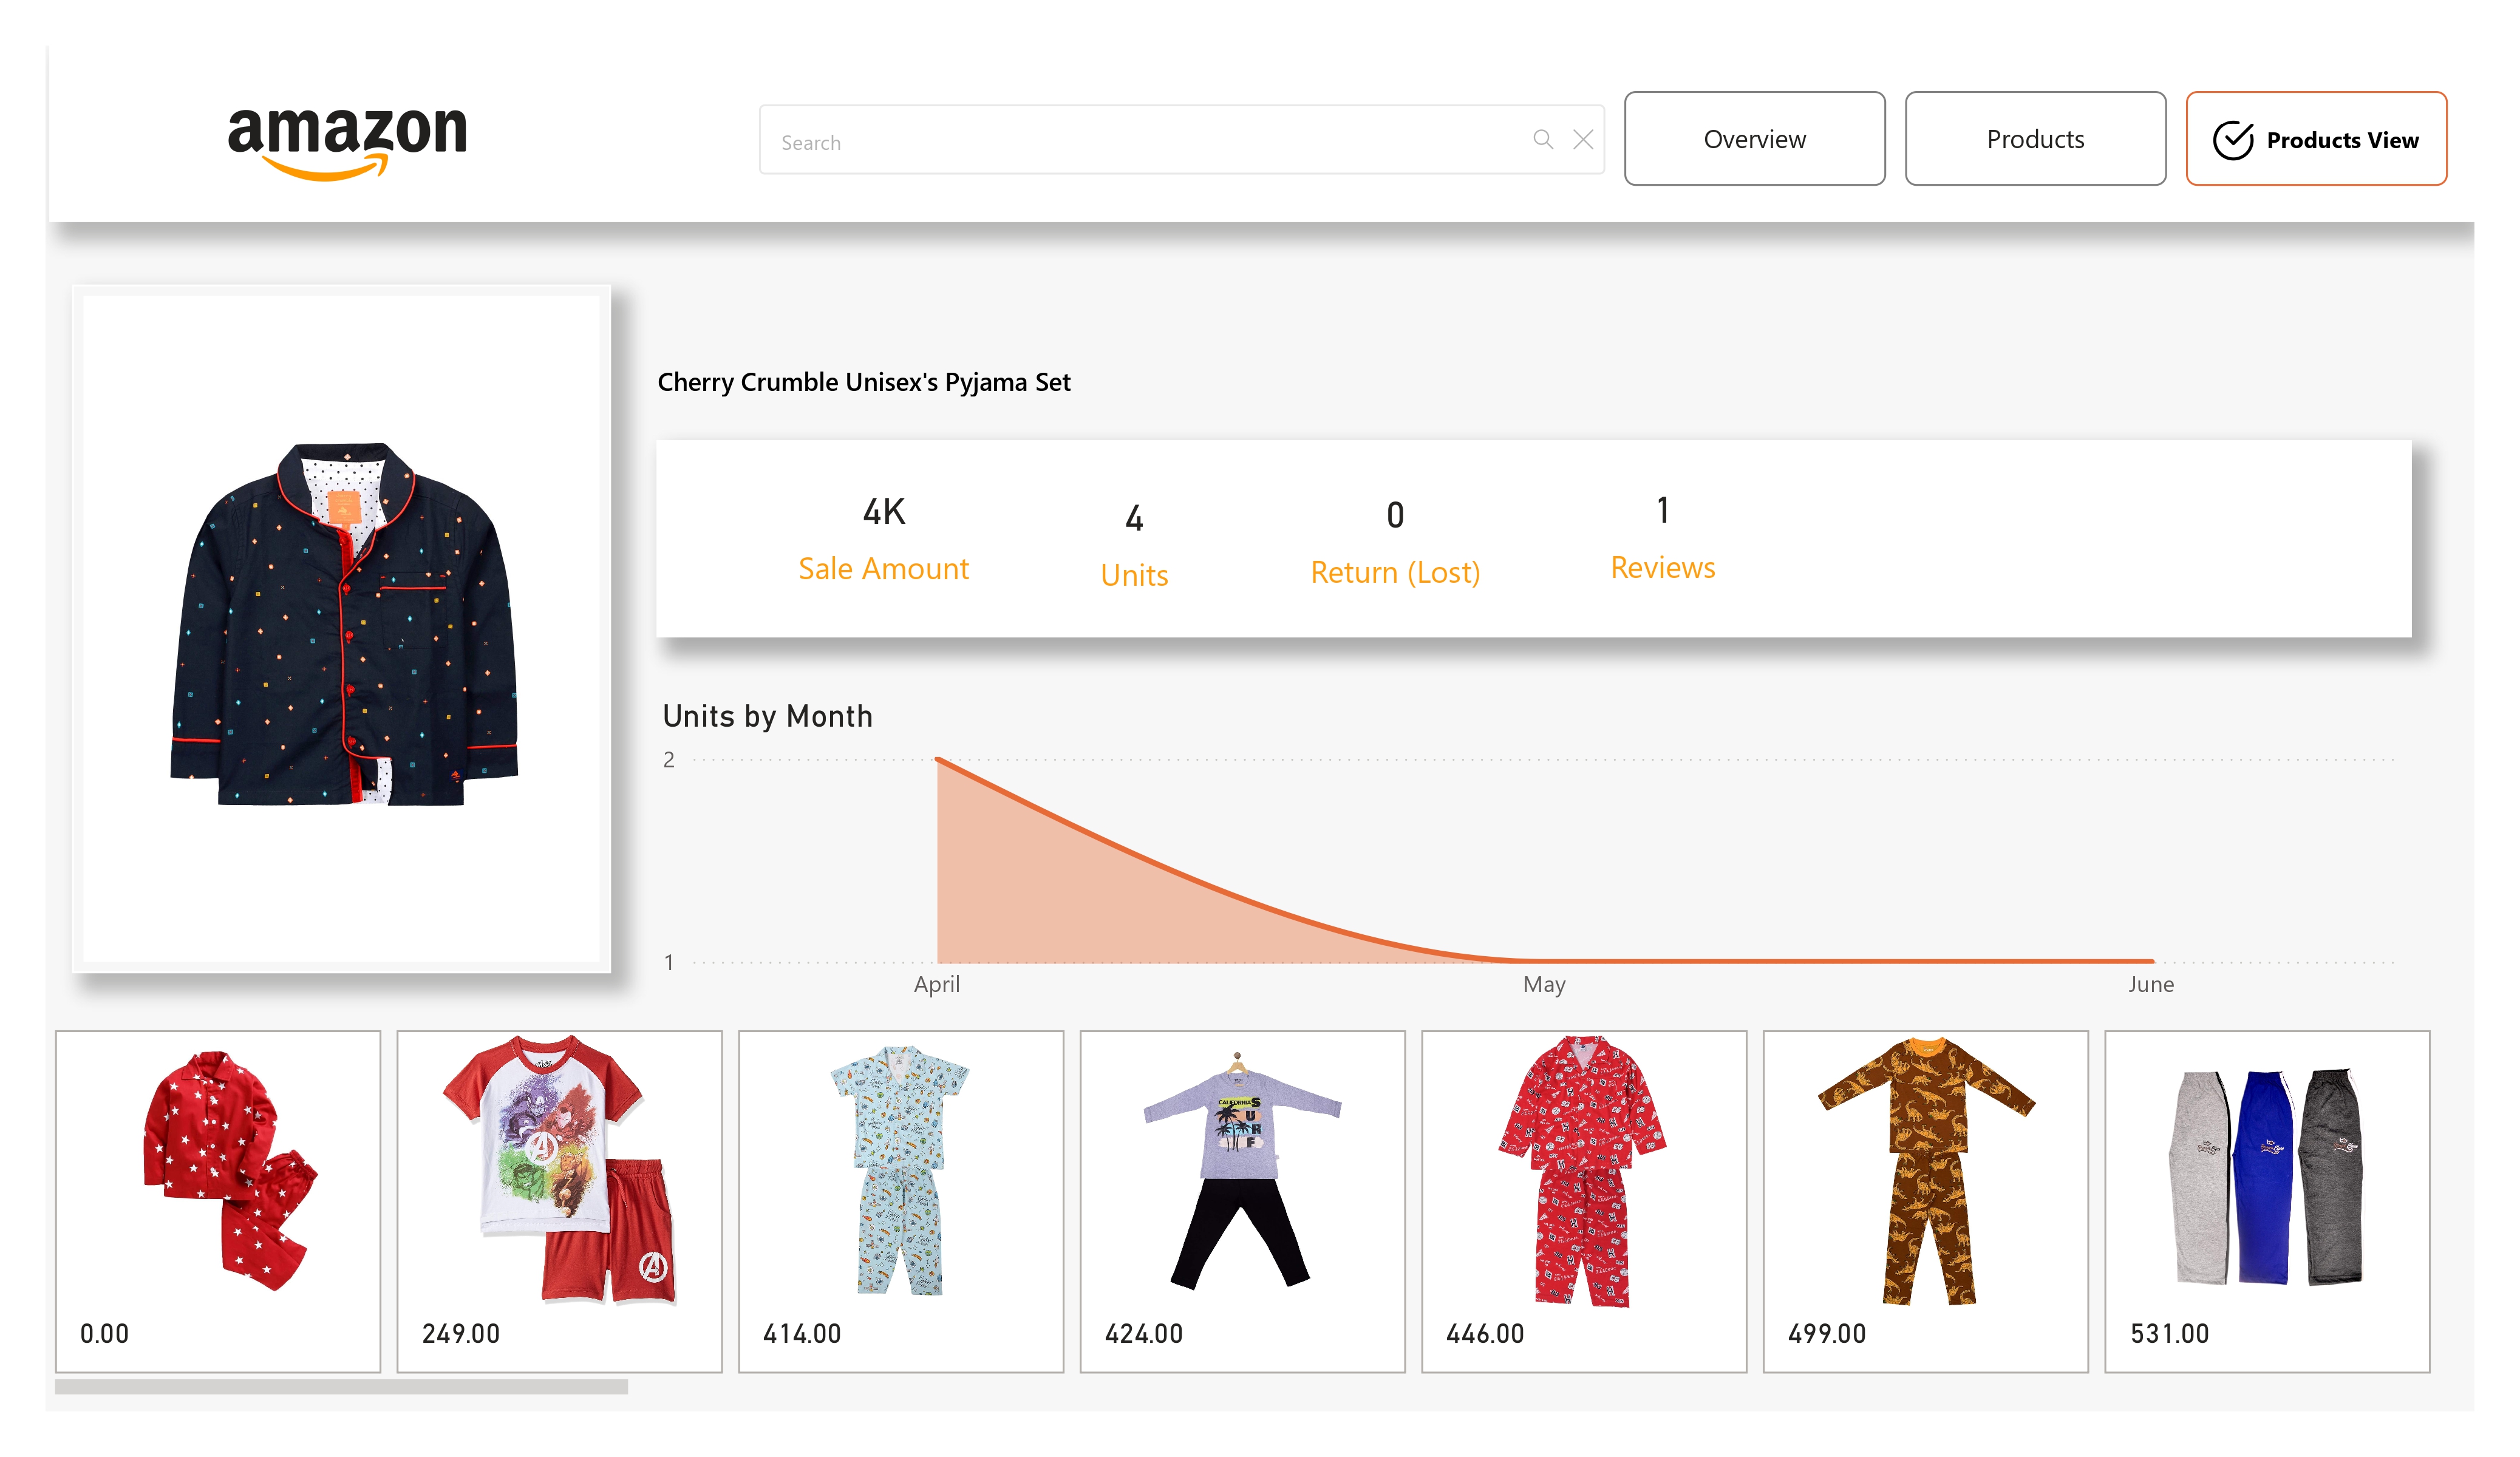 amazon
Search
Overview
Products
Products View
Cherry Crumble Unisex's Pyjama Set
4K
Sale Amount
4
Units
0
Return (Lost)
1
Reviews
Units by Month
2
1
April
May
June
CALIFORNIA
SURF
0.00
249.00
414.00
424.00
446.00
499.00
531.00